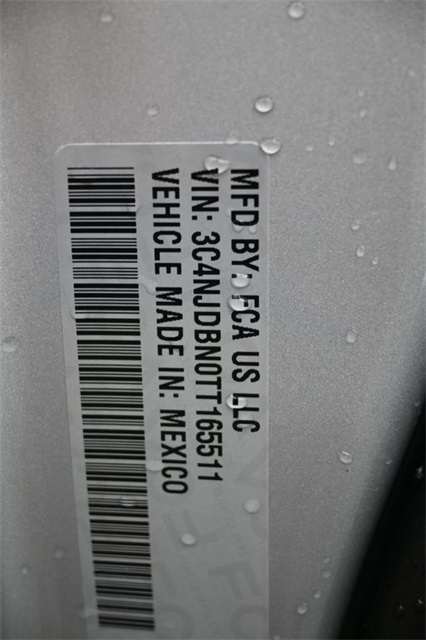 MFD BY: FCA US LLC
VIN: 3C4NJDBN0TT165511
VEHICLE MADE IN: MEXICO